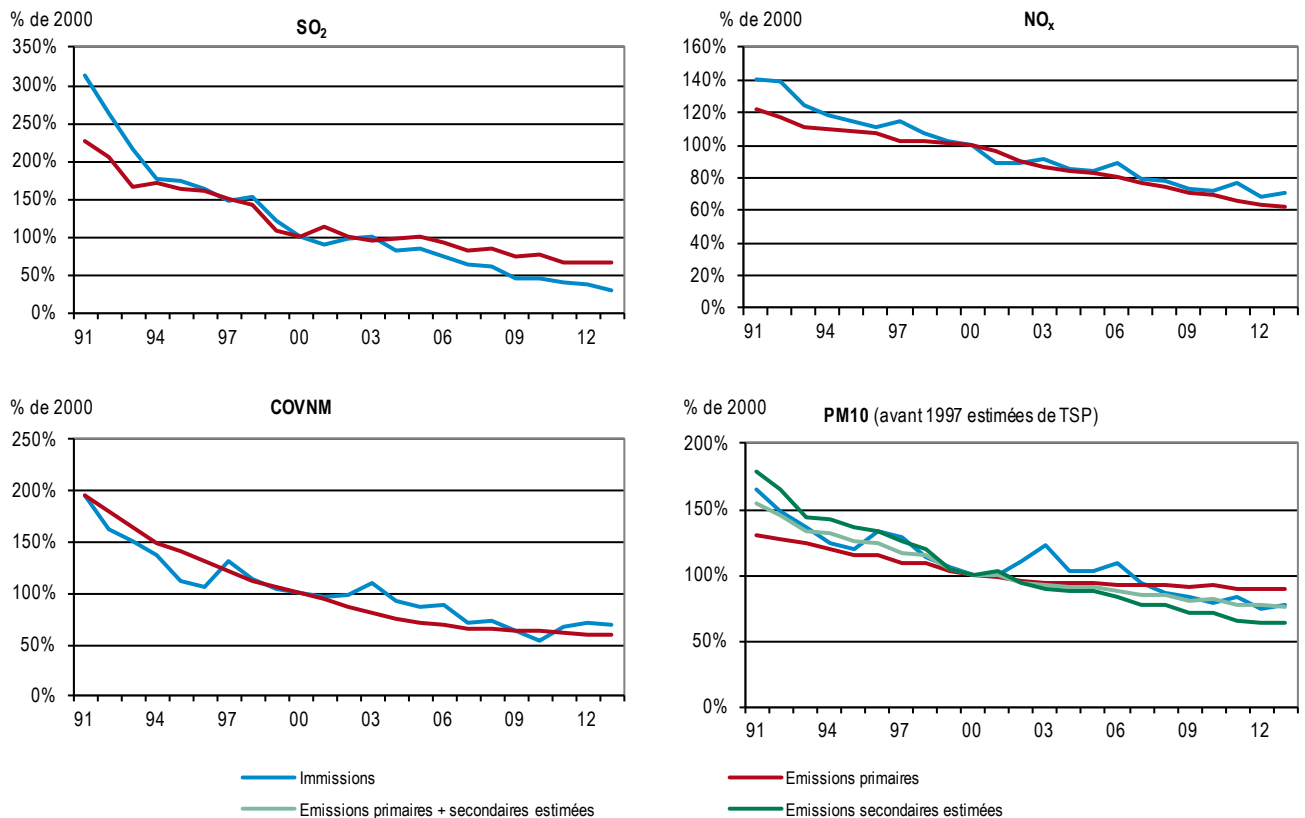 % de 2000
SO₂
350%
300%
250%
200%
150%
100%
50%
0%
91 94 97 00 03 06 09 12
% de 2000
NOₓ
160%
140%
120%
100%
80%
60%
40%
20%
0%
91 94 97 00 03 06 09 12
% de 2000
COVNM
250%
200%
150%
100%
50%
0%
91 94 97 00 03 06 09 12
% de 2000
PM10 (avant 1997 estimées de TSP)
200%
150%
100%
50%
0%
91 94 97 00 03 06 09 12
Immissions
Emissions primaires
Emissions primaires + secondaires estimées
Emissions secondaires estimées